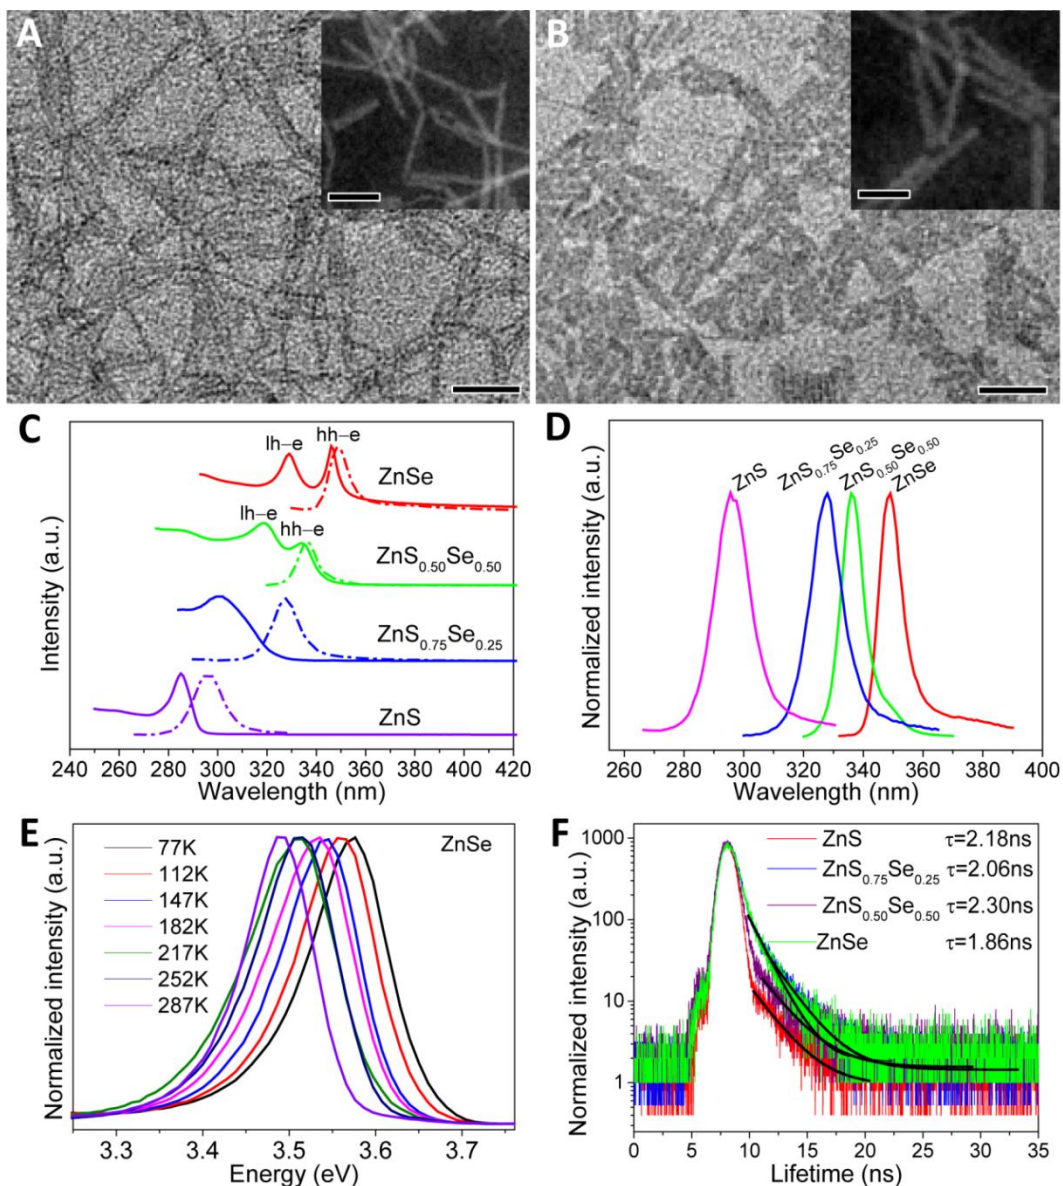 A
B
C
lh–e
hh–e
ZnSe
lh–e
hh–e
ZnS0.50Se0.50
ZnS0.75Se0.25
ZnS
Intensity (a.u.)
240 260 280 300 320 340 360 380 400 420
Wavelength (nm)
D
ZnS
ZnS0.75Se0.25
ZnS0.50Se0.50
ZnSe
Normalized intensity (a.u.)
260 280 300 320 340 360 380 400
Wavelength (nm)
E
ZnSe
77K
112K
147K
182K
217K
252K
287K
Normalized intensity (a.u.)
3.3 3.4 3.5 3.6 3.7
Energy (eV)
F
ZnS τ=2.18ns
ZnS0.75Se0.25 τ=2.06ns
ZnS0.50Se0.50 τ=2.30ns
ZnSe τ=1.86ns
Normalized intensity (a.u.)
1000
100
10
1
0 5 10 15 20 25 30 35
Lifetime (ns)